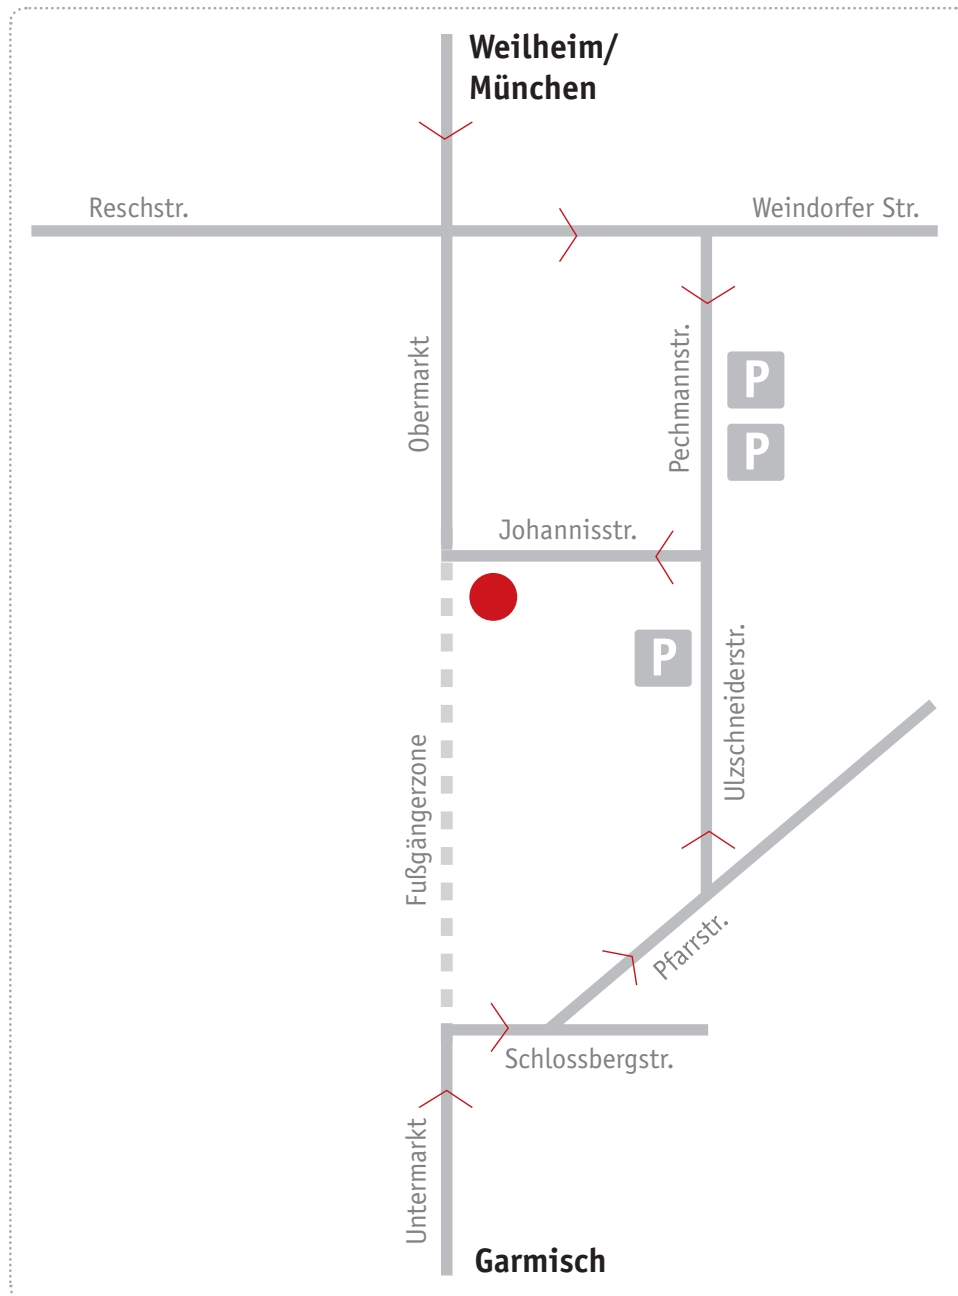 Weilheim/
München
Reschstr.
Weindorfer Str.
Obermarkt
Pechmannstr.
P
P
Johannisstr.
P
Ulzschneiderstr.
Fußgängerzone
Pfarrstr.
Schlossbergstr.
Untermarkt
Garmisch